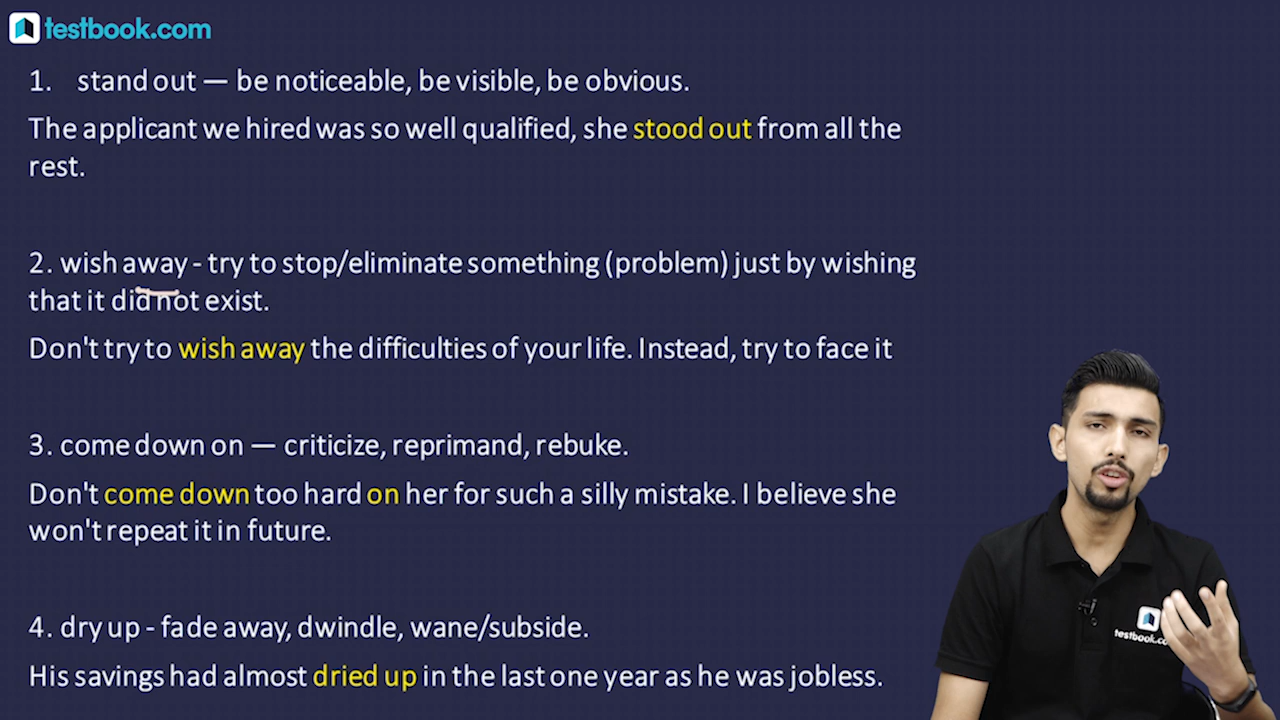 testbook.com
1. stand out — be noticeable, be visible, be obvious.
The applicant we hired was so well qualified, she stood out from all the
rest.
2. wish away - try to stop/eliminate something (problem) just by wishing
that it did not exist.
Don't try to wish away the difficulties of your life. Instead, try to face it
3. come down on — criticize, reprimand, rebuke.
Don't come down too hard on her for such a silly mistake. I believe she
won't repeat it in future.
4. dry up - fade away, dwindle, wane/subside.
His savings had almost dried up in the last one year as he was jobless.